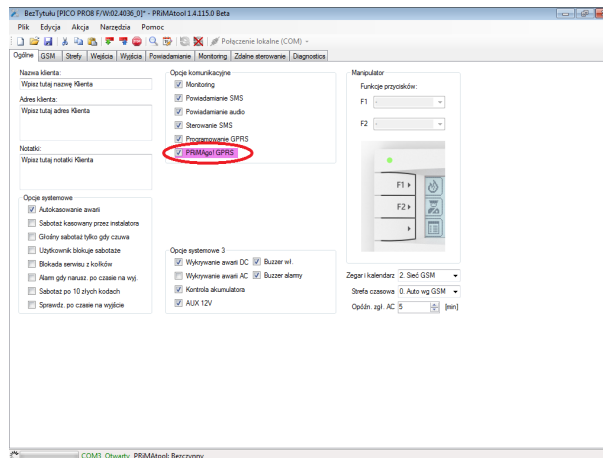 BezTytułu [PICO PRO8 F/W:02.4036_0]* - PRiMAtool 1.4.115.0 Beta
Plik Edycja Akcja Narzędzia Pomoc
Połączenie lokalne (COM)
Ogólne GSM Strefy Wejścia Wyjścia Powiadamianie Monitoring Zdalne sterowanie Diagnostics
Nazwa klienta:
Wpisz tutaj nazwę Klienta
Adres klienta:
Wpisz tutaj adres Klienta
Notatki:
Wpisz tutaj notatki Klienta
Opcje systemowe
Autokasowanie awarii
Sabotaż kasowany przez instalatora
Głośny sabotaż tylko gdy czuwa
Użytkownik blokuje sabotaże
Blokada serwisu z kołków
Alarm gdy narusz. po czasie na wyj.
Sabotaż po 10 złych kodach
Sprawdź. po czasie na wyjście
Opcje komunikacyjne
Monitoring
Powiadamianie SMS
Powiadamianie audio
Sterowanie SMS
Programowanie GPRS
PRiMAgo! GPRS
Opcje systemowe 3
Wykrywanie awarii DC Buzzer wł.
Wykrywanie awarii AC Buzzer alarmy
Kontrola akumulatora
AUX 12V
Manipulator
Funkcje przycisków:
F1 -
F2 -
F1
F2
Zegar i kalendarz 2. Sieć GSM
Strefa czasowa 0. Auto wg GSM
Opóźn. zgł. AC 5 [min]
COM3 Otwarty PRiMAtool: Bezczynny